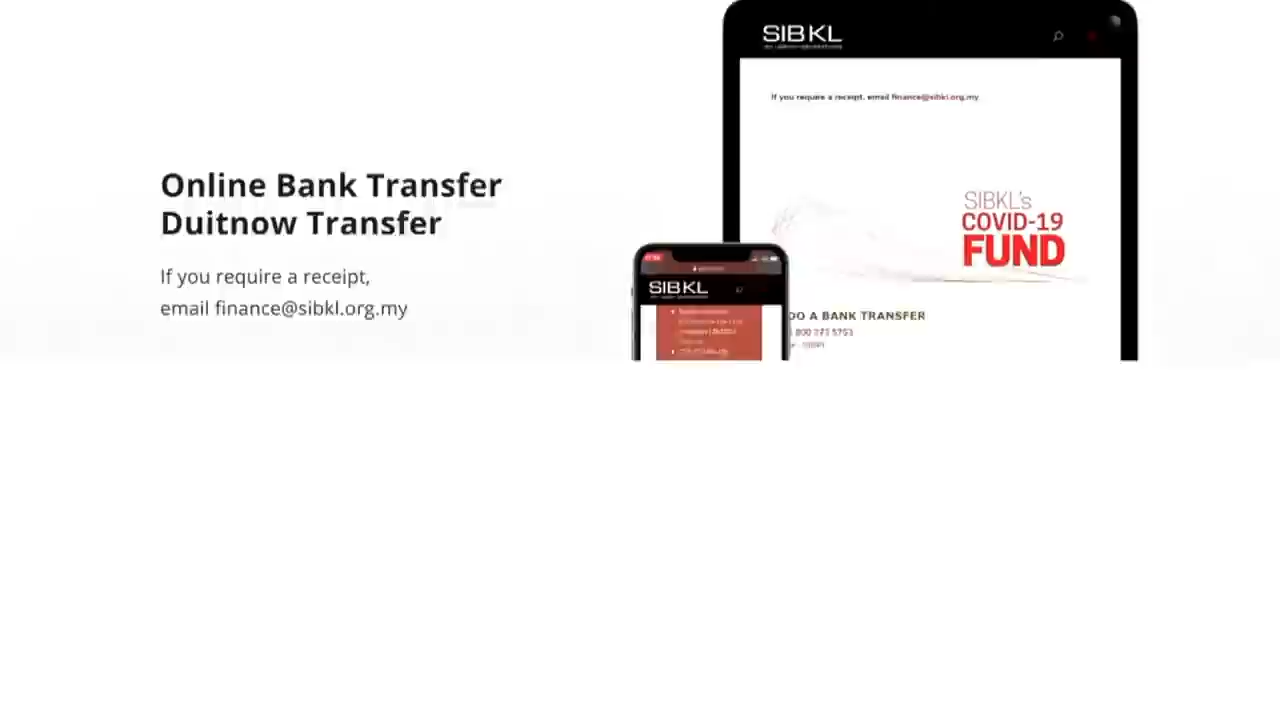 Online Bank Transfer
Duitnow Transfer
If you require a receipt,
email finance@sibkl.org.my
SIBKL
If you require a receipt, email finance@sibkl.org.my
SIBKL's
COVID-19
FUND
DO A BANK TRANSFER
SIBKL